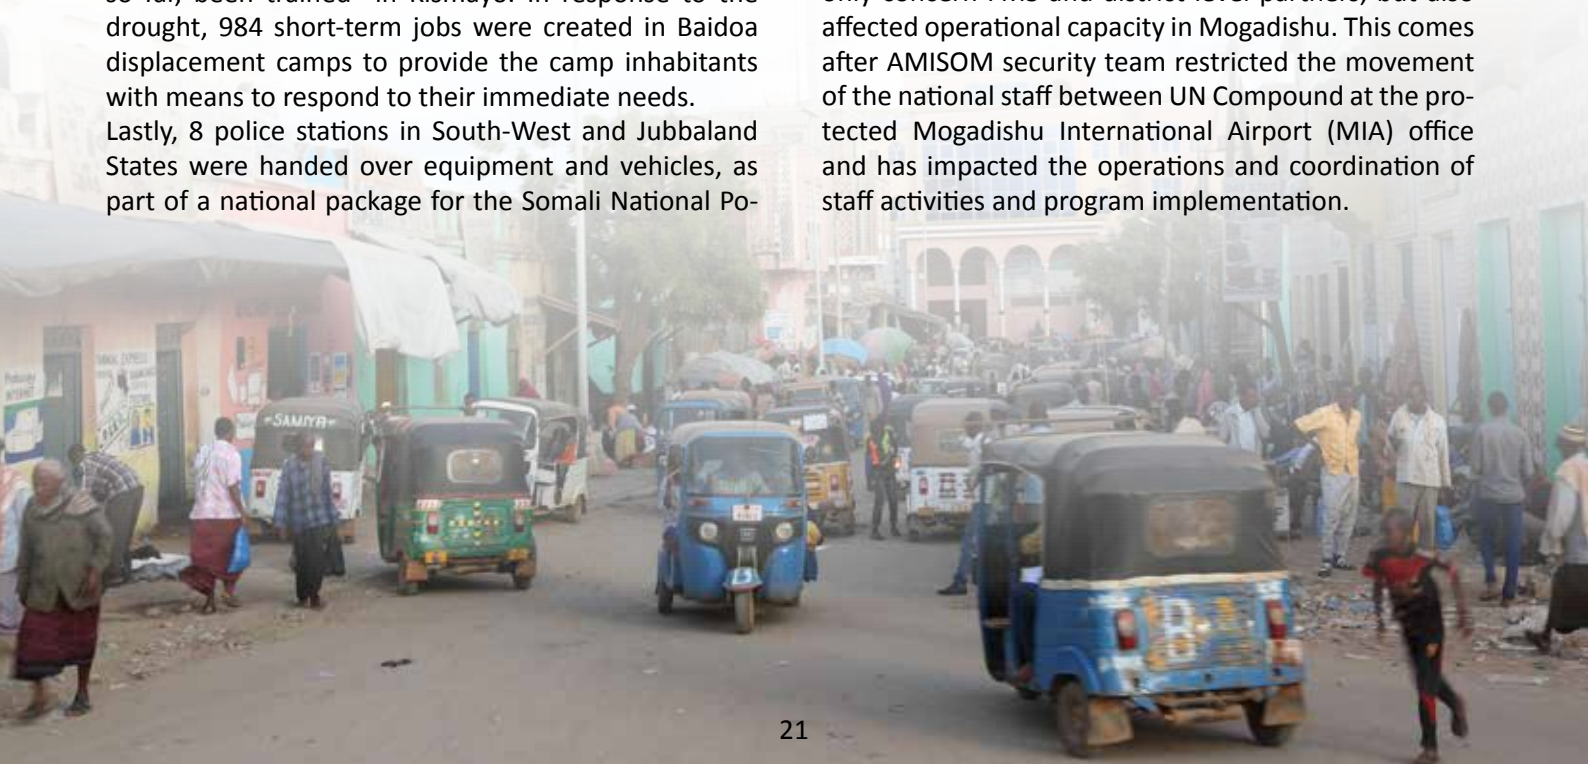 drought, 984 short-term jobs were created in Baidoa
displacement camps to provide the camp inhabitants
with means to respond to their immediate needs.
Lastly, 8 police stations in South-West and Jubbaland
States were handed over equipment and vehicles, as
part of a national package for the Somali National Po-
affected operational capacity in Mogadishu. This comes
after AMISOM security team restricted the movement
of the national staff between UN Compound at the pro-
tected Mogadishu International Airport (MIA) office
and has impacted the operations and coordination of
staff activities and program implementation.
SAMIYA
B
21